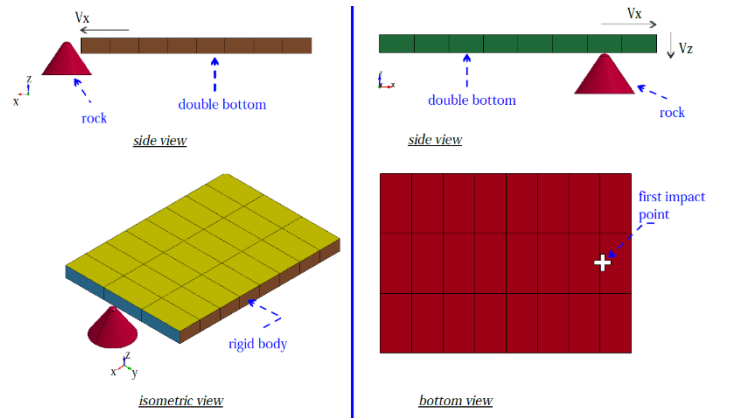 Vx
z
x
rock
double bottom
side view
rigid body
z
x
y
isometric view
Vx
Vz
x
double bottom
rock
side view
first impact
point
bottom view